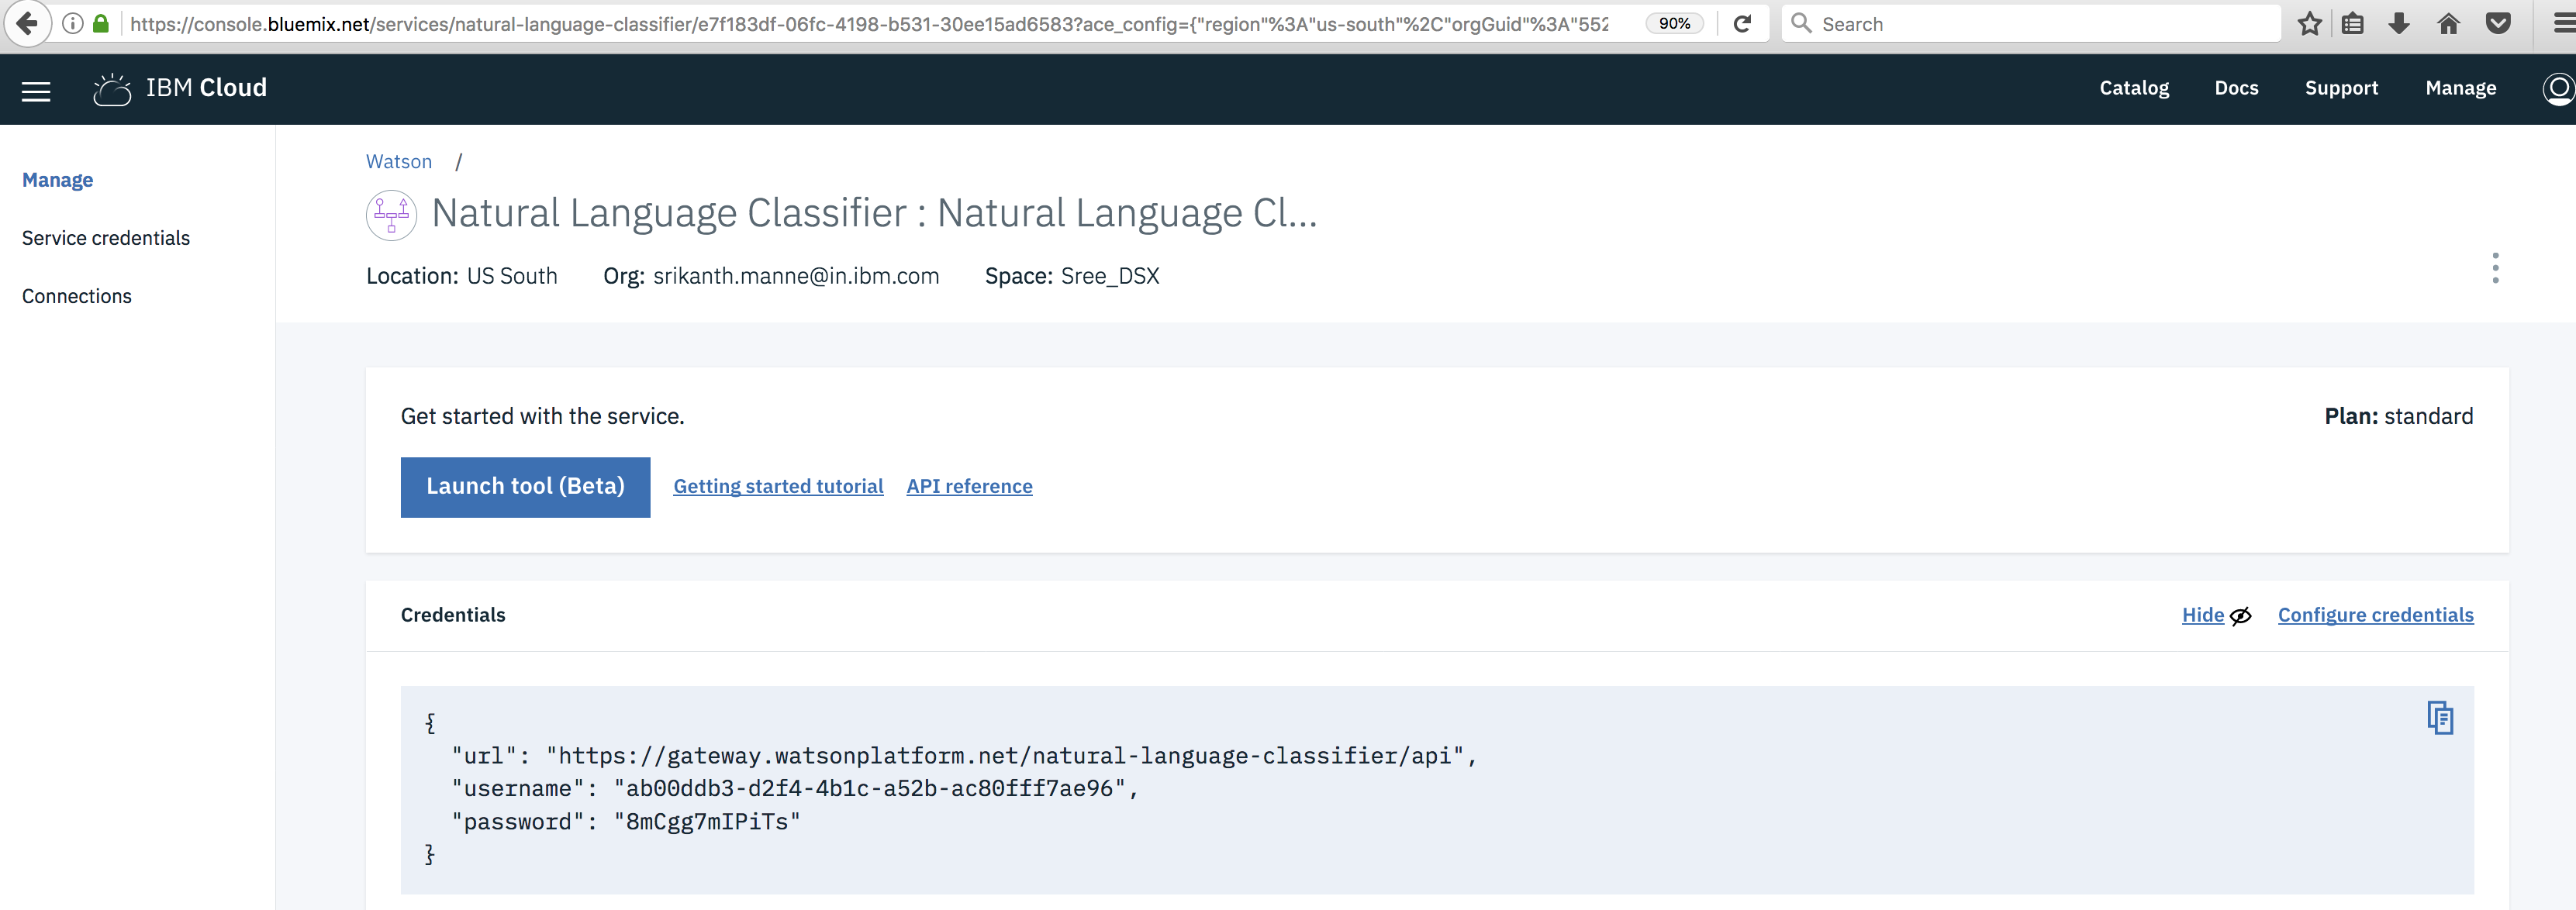 https://console.bluemix.net/services/natural-language-classifier/e7f183df-06fc-4198-b531-30ee15ad6583?ace_config={"region"%3A"us-south"%2C"orgGuid"%3A"552 90% Search
IBM Cloud Catalog Docs Support Manage
Manage
Service credentials
Connections
Watson /
Natural Language Classifier : Natural Language Cl...
Location: US South Org: srikanth.manne@in.ibm.com Space: Sree_DSX
Get started with the service. Plan: standard
Launch tool (Beta) Getting started tutorial API reference
Credentials Hide Configure credentials
{
"url": "https://gateway.watsonplatform.net/natural-language-classifier/api",
"username": "ab00ddb3-d2f4-4b1c-a52b-ac80fff7ae96",
"password": "8mCgg7mIPiTs"
}